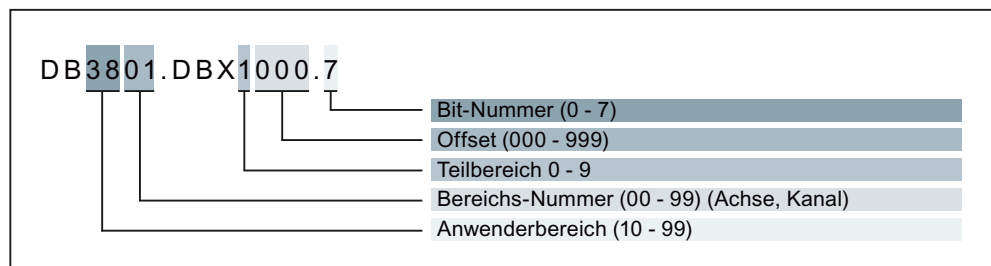 DB3801.DBX1000.7
Bit-Nummer (0 - 7)
Offset (000 - 999)
Teilbereich 0 - 9
Bereichs-Nummer (00 - 99) (Achse, Kanal)
Anwenderbereich (10 - 99)